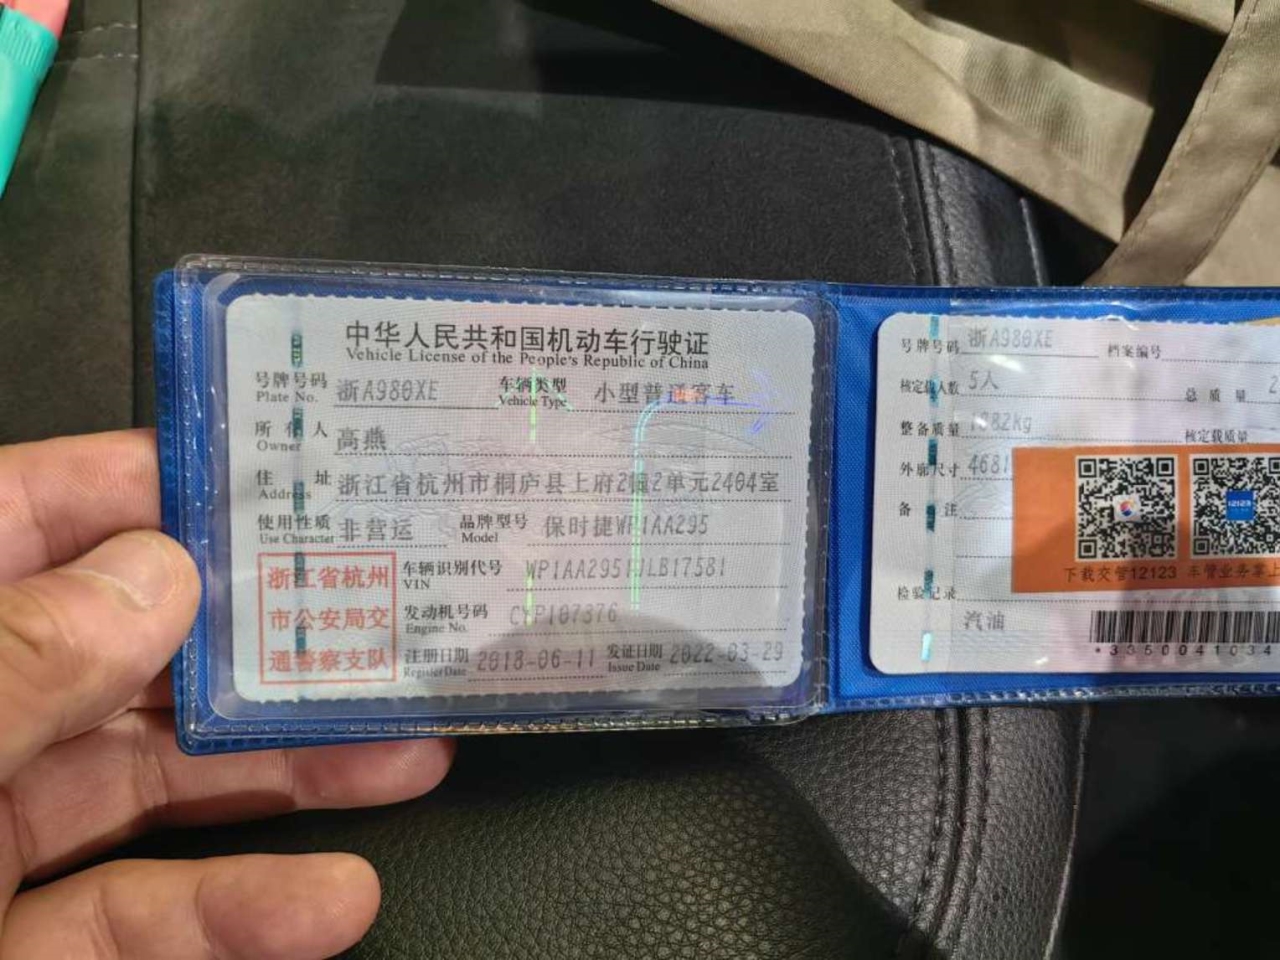 中华人民共和国机动车行驶证
Vehicle License of the People's Republic of China
号牌号码 浙A980XE 车辆类型 小型普通客车
Plate No. Vehicle Type
所有人 高燕
Owner
住址 浙江省杭州市桐庐县上府2幢2单元2404室
Address
使用性质 非营运 品牌型号 保时捷WP1AA295
Use Character Model
浙江省杭州
市公安局交
通警察支队
车辆识别代号
VIN
发动机号码 CYP107376
Engine No.
注册日期 2018-06-11 发证日期 2022-03-29
Register Date Issue Date
号牌号码 浙A980XE 档案编号
核定载人数 5人 总质量
整备质量 核定载质量
外廓尺寸 4681
备注
12123
下载交管12123 车管业务掌上
检验记录
汽油
*3350041034